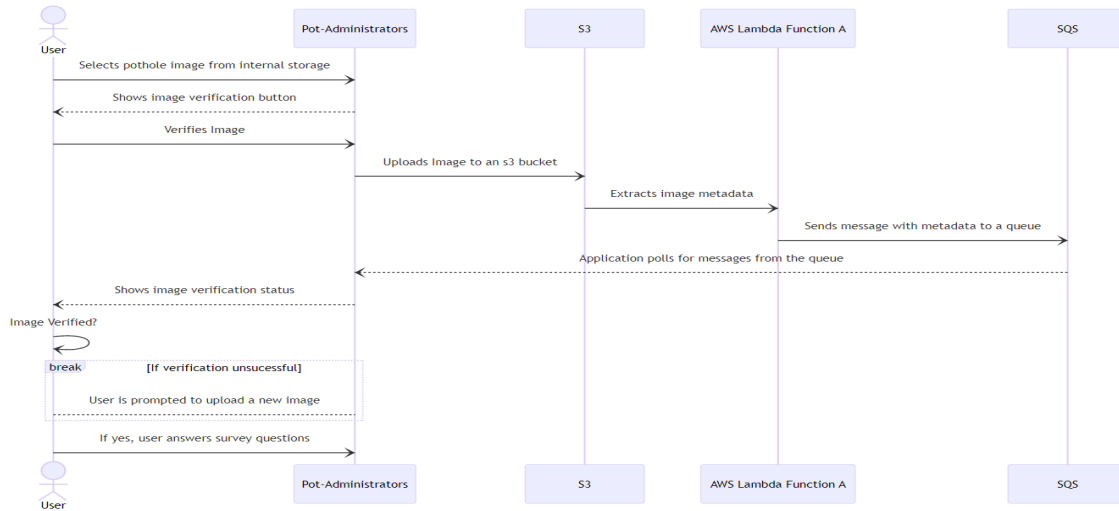 User
Pot-Administrators
S3
AWS Lambda Function A
SQS
Selects pothole image from internal storage
Shows image verification button
Verifies Image
Uploads Image to an s3 bucket
Extracts image metadata
Sends message with metadata to a queue
Application polls for messages from the queue
Shows image verification status
Image Verified?
break
[If verification unsucessful]
User is prompted to upload a new image
If yes, user answers survey questions
User
Pot-Administrators
S3
AWS Lambda Function A
SQS